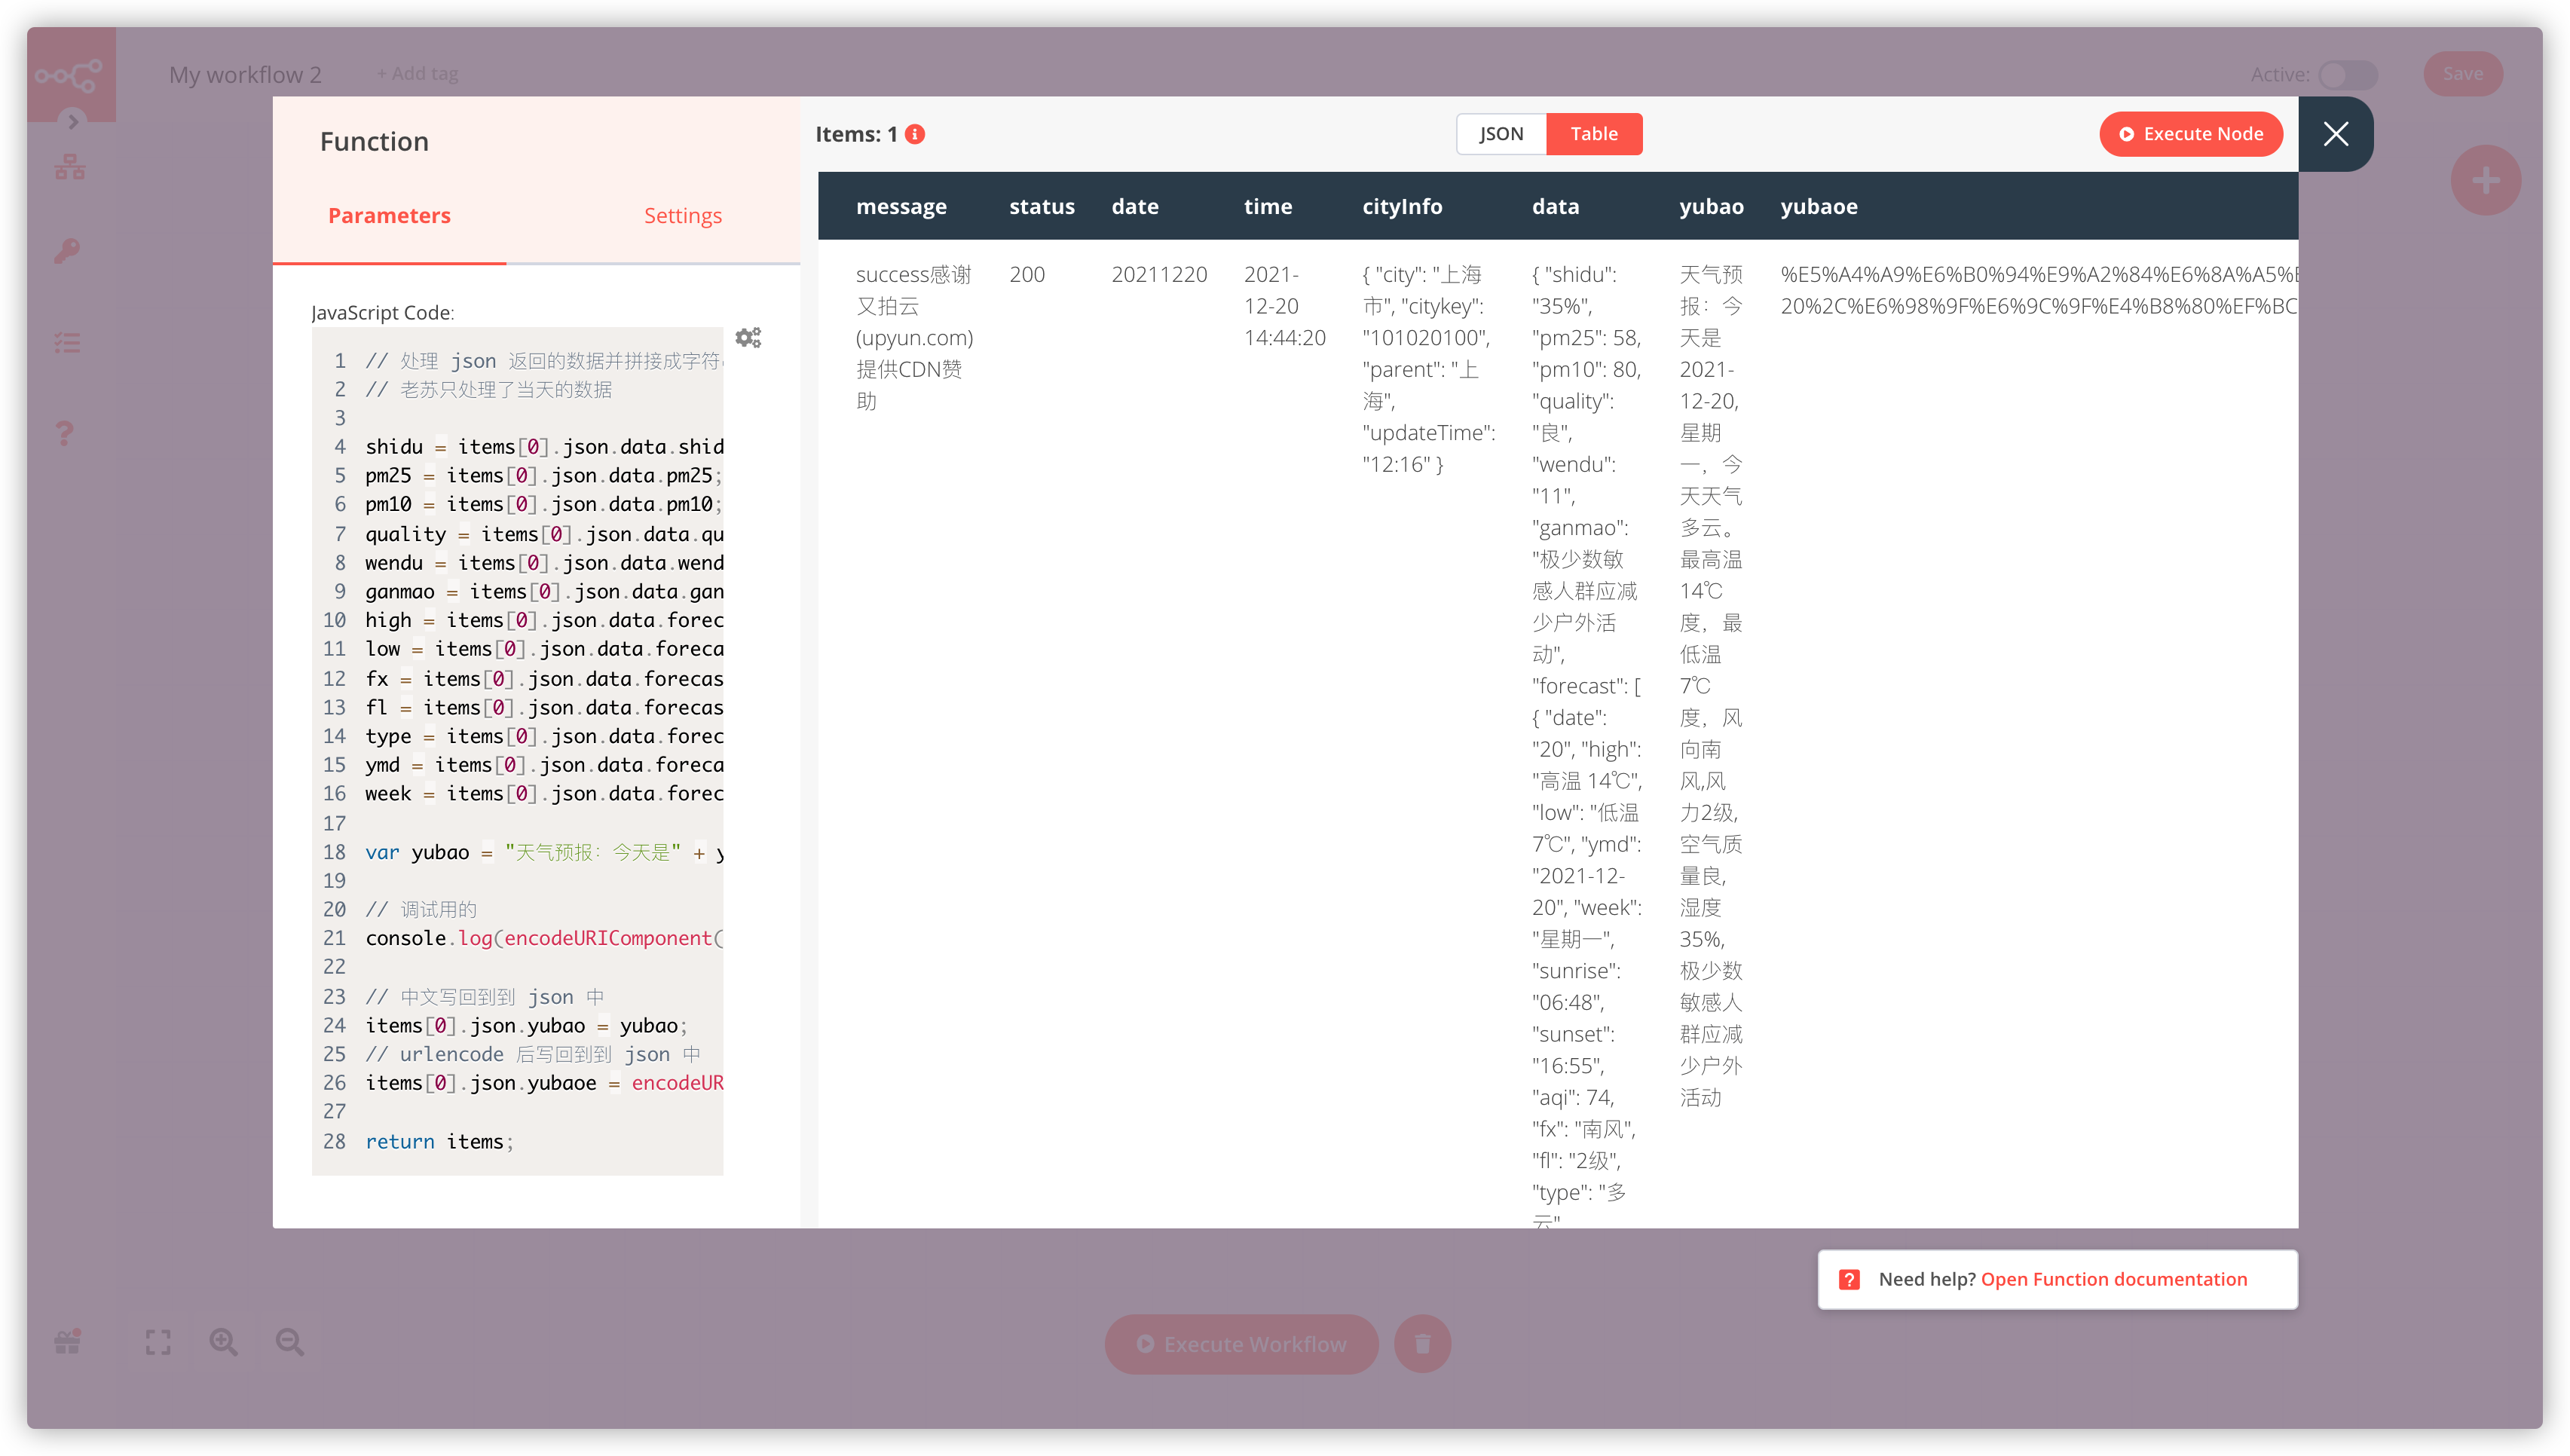 My workflow 2
+ Add tag
Active:
Save
Function
Parameters
Settings
JavaScript Code:
1 // 处理 json 返回的数据并拼接成字符
2 // 老苏只处理了当天的数据
3
4 shidu = items[0].json.data.shid
5 pm25 = items[0].json.data.pm25;
6 pm10 = items[0].json.data.pm10;
7 quality = items[0].json.data.qu
8 wendu = items[0].json.data.wend
9 ganmao = items[0].json.data.gan
10 high = items[0].json.data.forec
11 low = items[0].json.data.foreca
12 fx = items[0].json.data.forecas
13 fl = items[0].json.data.forecas
14 type = items[0].json.data.forec
15 ymd = items[0].json.data.foreca
16 week = items[0].json.data.forec
17
18 var yubao = "天气预报：今天是" + y
19
20 // 调试用的
21 console.log(encodeURIComponent(
22
23 // 中文写回到到 json 中
24 items[0].json.yubao = yubao;
25 // urlencode 后写回到到 json 中
26 items[0].json.yubaoe = encodeUR
27
28 return items;
Items: 1
JSON
Table
Execute Node
message
status
date
time
cityInfo
data
yubao
yubaoe
success感谢
又拍云
(upyun.com)
提供CDN赞
助
200
20211220
2021-
12-20
14:44:20
{ "city": "上海
市", "citykey":
"101020100",
"parent": "上
海",
"updateTime":
"12:16" }
{ "shidu":
"35%",
"pm25": 58,
"pm10": 80,
"quality":
"良",
"wendu":
"11",
"ganmao":
"极少数敏
感人群应减
少户外活
动",
"forecast": [
{ "date":
"20", "high":
"高温 14℃",
"low": "低温
7℃", "ymd":
"2021-12-
20", "week":
"星期一",
"sunrise":
"06:48",
"sunset":
"16:55",
"aqi": 74,
"fx": "南风",
"fl": "2级",
"type": "多
云"
天气预
报：今
天是
2021-
12-20,
星期
一，今
天天气
多云。
最高温
14℃
度，最
低温
7℃
度，风
向南
风,风
力2级,
空气质
量良,
湿度
35%,
极少数
敏感人
群应减
少户外
活动
%E5%A4%A9%E6%B0%94%E9%A2%84%E6%8A%A5%E
20%2C%E6%98%9F%E6%9C%9F%E4%B8%80%EF%BC
Need help? Open Function documentation
Execute Workflow